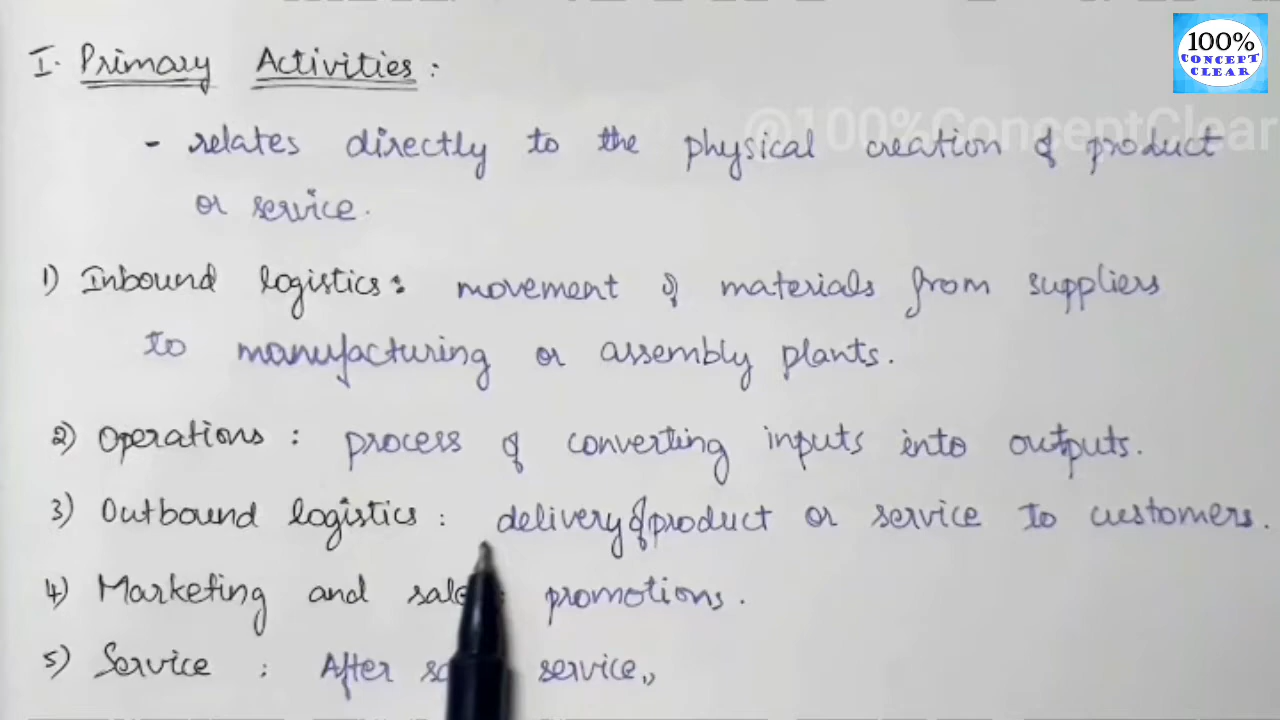 100%
CONCEPT
CLEAR
@100%ConceptClear
I. Primary Activities :
- relates directly to the physical creation of product
or service.
1) Inbound logistics : movement of materials from suppliers
to manufacturing or assembly plants.
2) Operations : process of converting inputs into outputs.
3) Outbound logistics : delivery of product or service to customers.
4) Marketing and promotions.
5) Service : After service,,